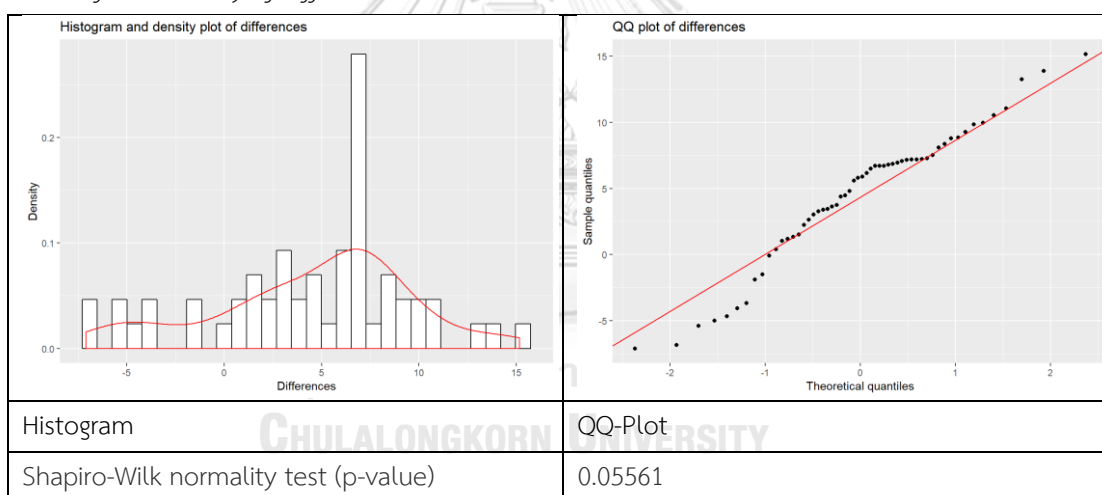 Histogram and density plot of differences
0.2
0.1
0.0
Density
-5
0
5
10
15
Differences
QQ plot of differences
15
10
5
0
-5
Sample quantiles
-2
-1
0
1
2
Theoretical quantiles
Histogram
QQ-Plot
CHULALONGKORN UNIVERSITY
Shapiro-Wilk normality test (p-value)
0.05561